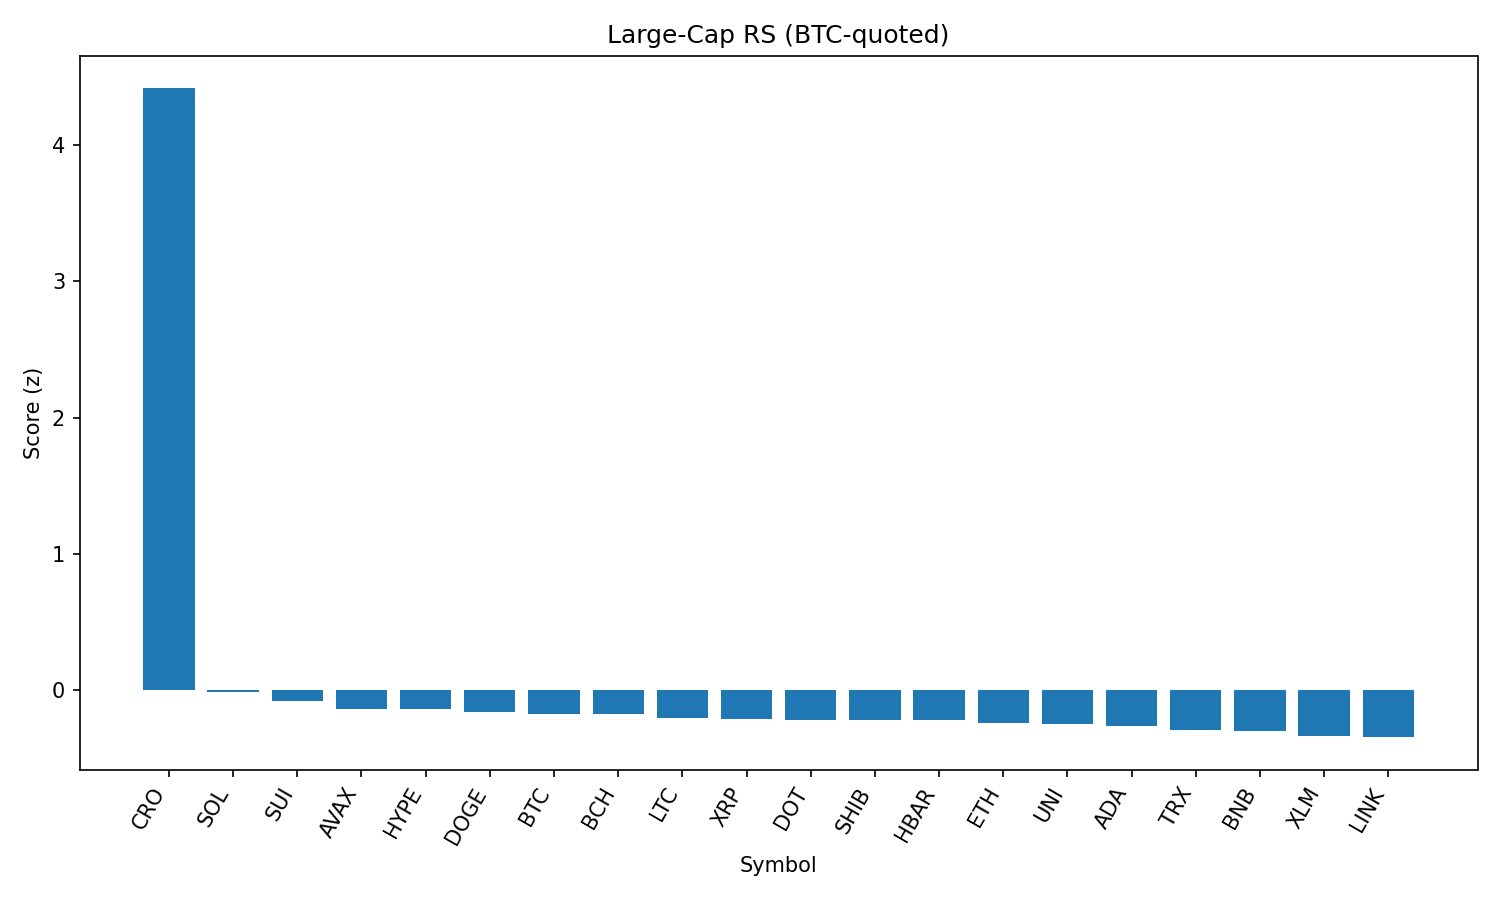 Large-Cap RS (BTC-quoted)
Score (z)
4
3
2
1
0
CRO
SOL
SUI
AVAX
HYPE
DOGE
BTC
BCH
LTC
XRP
DOT
SHIB
HBAR
ETH
UNI
ADA
TRX
BNB
XLM
LINK
Symbol